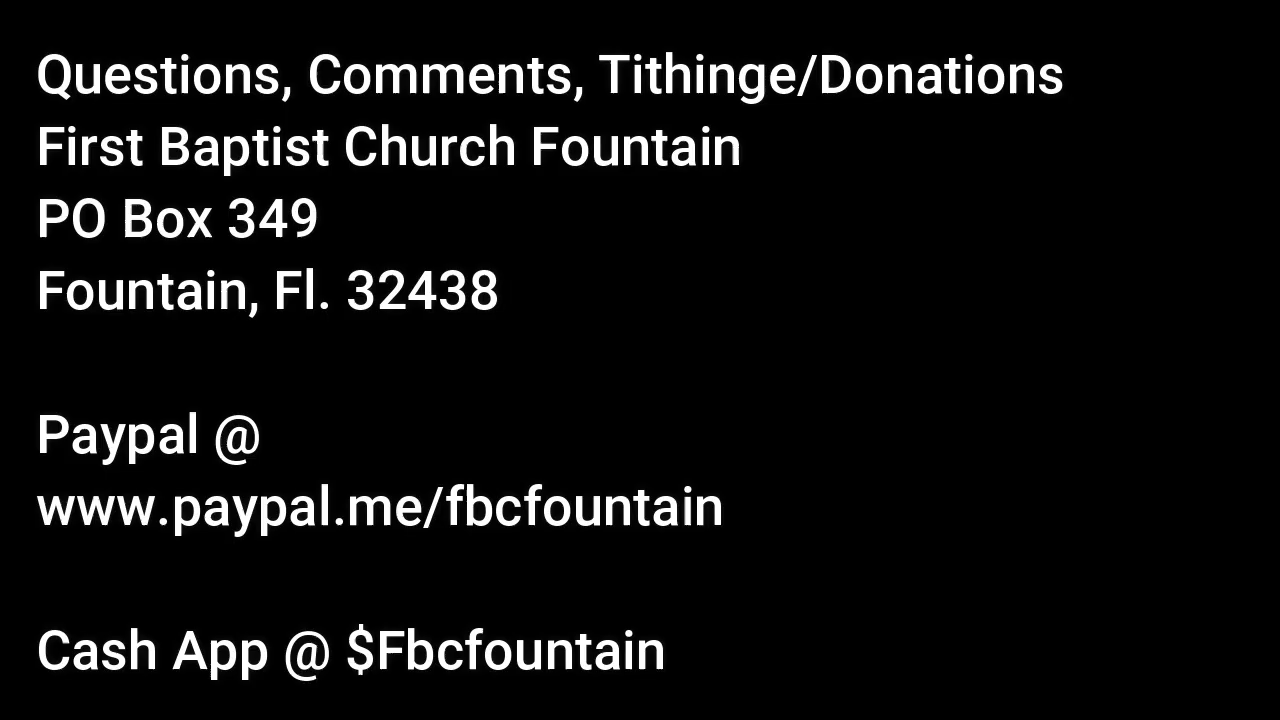 Questions, Comments, Tithinge/Donations
First Baptist Church Fountain
PO Box 349
Fountain, Fl. 32438
Paypal @
www.paypal.me/fbcfountain
Cash App @ $Fbcfountain